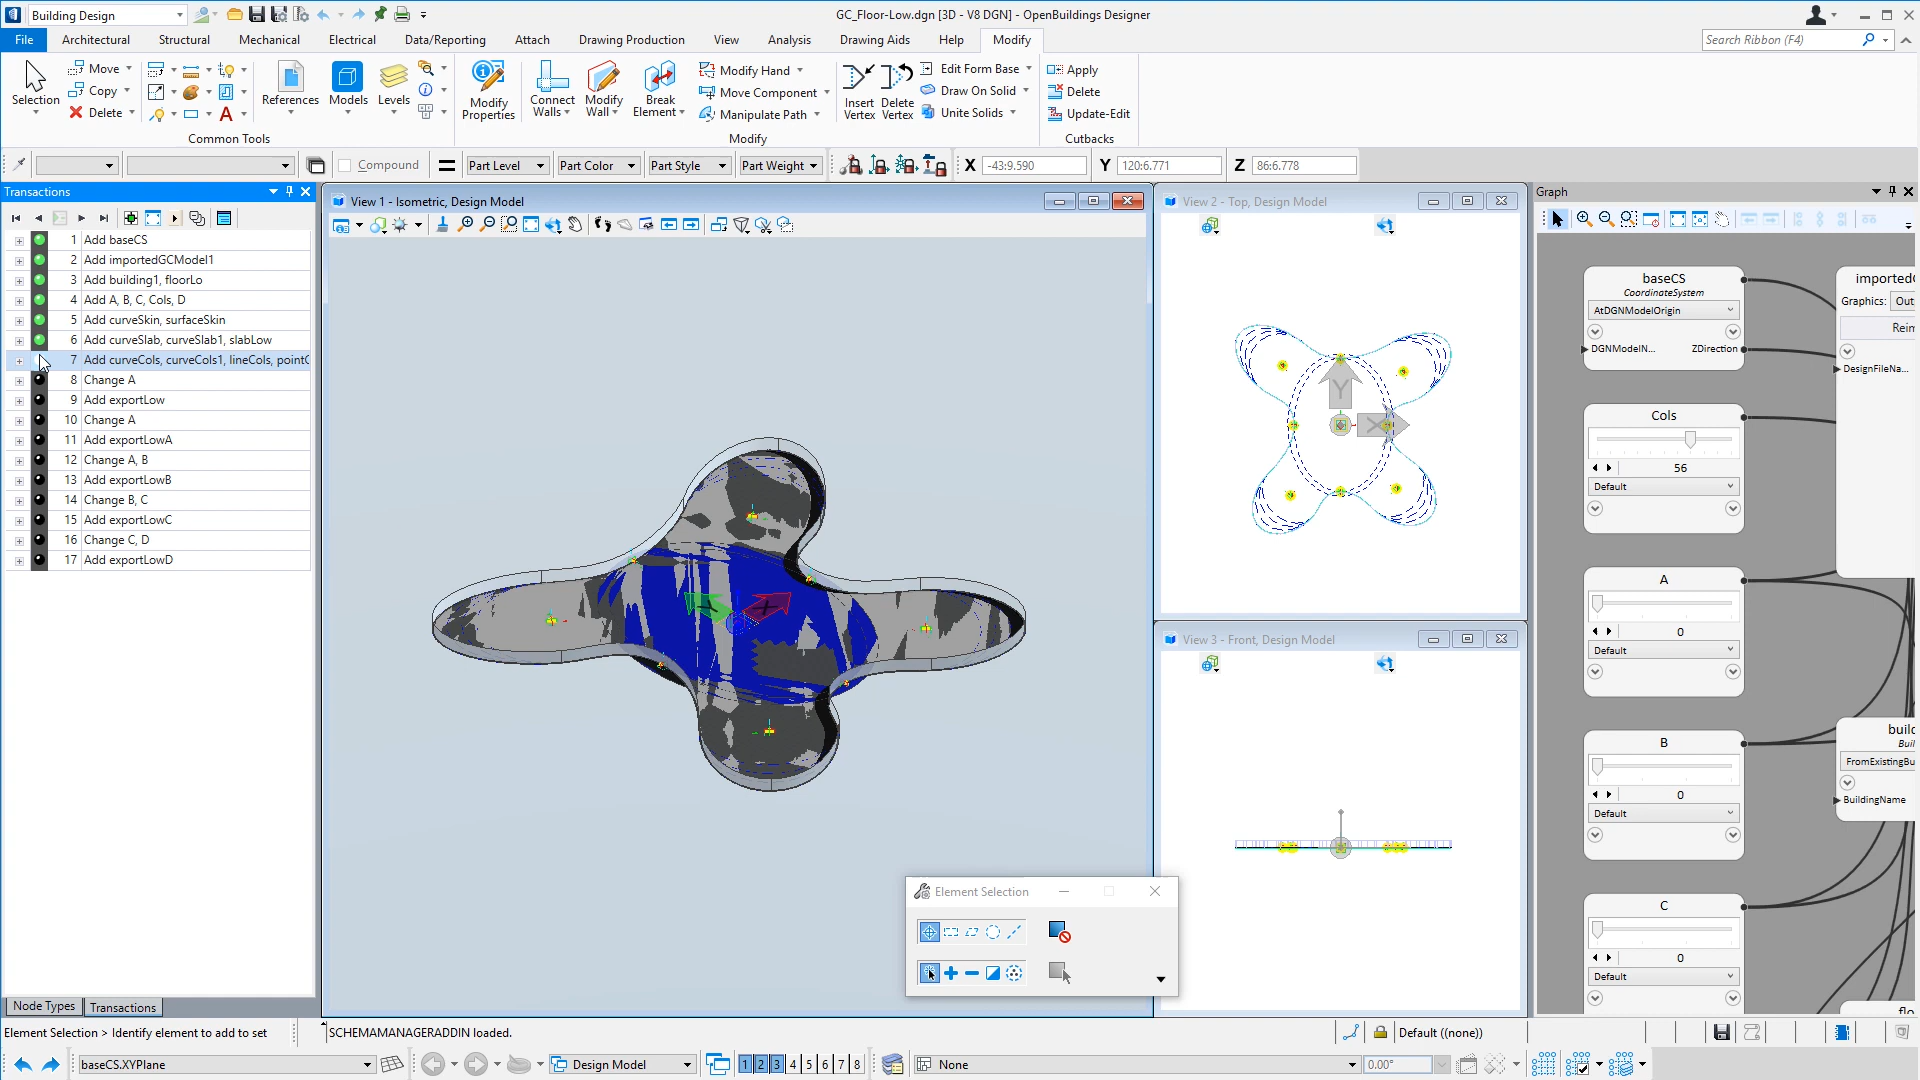 Building Design
GC_Floor-Low.dgn [3D - V8 DGN] - OpenBuildings Designer
File Architectural Structural Mechanical Electrical Data/Reporting Attach Drawing Production View Analysis Drawing Aids Help Modify
Search Ribbon (F4)
Selection
Move
Copy
Delete
References
Models
Levels
Common Tools
Modify Properties
Connect Walls
Modify Wall
Break Element
Modify Hand
Move Component
Manipulate Path
Modify
Insert Vertex
Delete Vertex
Edit Form Base
Draw On Solid
Unite Solids
Apply
Delete
Update-Edit
Cutbacks
Compound
Part Level
Part Color
Part Style
Part Weight
X -43:9.590
Y 120:6.771
Z 86:6.778
Transactions
1 Add baseCS
2 Add importedGCModel1
3 Add building1, floorLo
4 Add A, B, C, Cols, D
5 Add curveSkin, surfaceSkin
6 Add curveSlab, curveSlab1, slabLow
7 Add curveCols, curveCols1, lineCols, pointC
8 Change A
9 Add exportLow
10 Change A
11 Add exportLowA
12 Change A, B
13 Add exportLowB
14 Change B, C
15 Add exportLowC
16 Change C, D
17 Add exportLowD
Node Types
Transactions
View 1 - Isometric, Design Model
Y
X
View 2 - Top, Design Model
Y
X
View 3 - Front, Design Model
Element Selection
Graph
baseCS
CoordinateSystem
AtDGNModelOrigin
DGNModelN...
ZDirection
Cols
56
Default
A
0
Default
B
0
Default
C
0
Default
importedG
Graphics: Out
Reim
DesignFileNa...
build
Buil
FromExistingBu
BuildingName
flo
Element Selection > Identify element to add to set
SCHEMAMANAGERADDIN loaded.
Default ((none))
baseCS.XYPlane
Design Model
1 2 3 4 5 6 7 8
None
0.00°